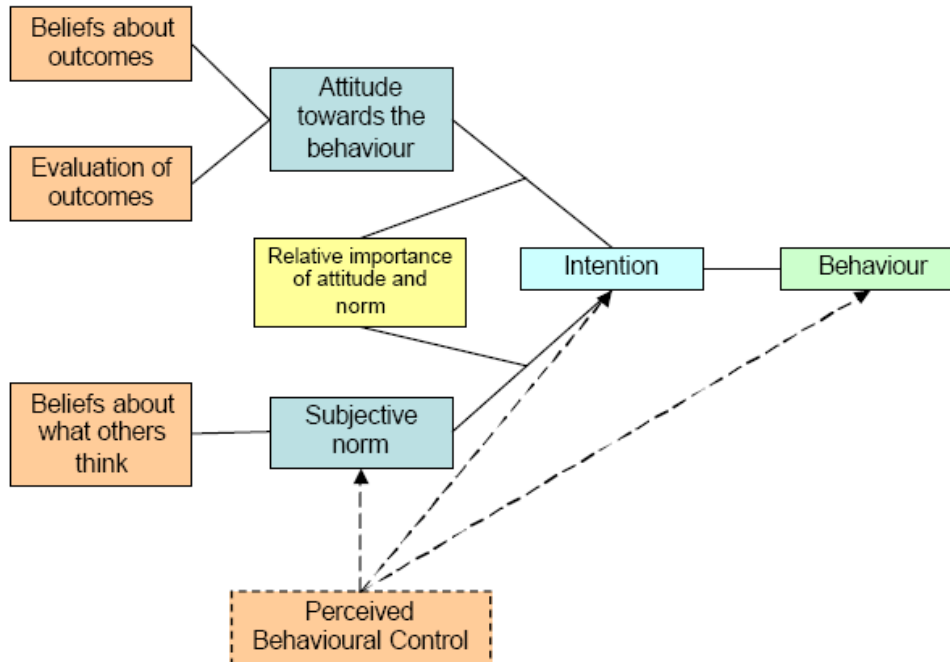 Beliefs about
outcomes
Attitude
towards the
behaviour
Evaluation of
outcomes
Relative importance
of attitude and
norm
Intention
Behaviour
Beliefs about
what others
think
Subjective
norm
Perceived
Behavioural Control